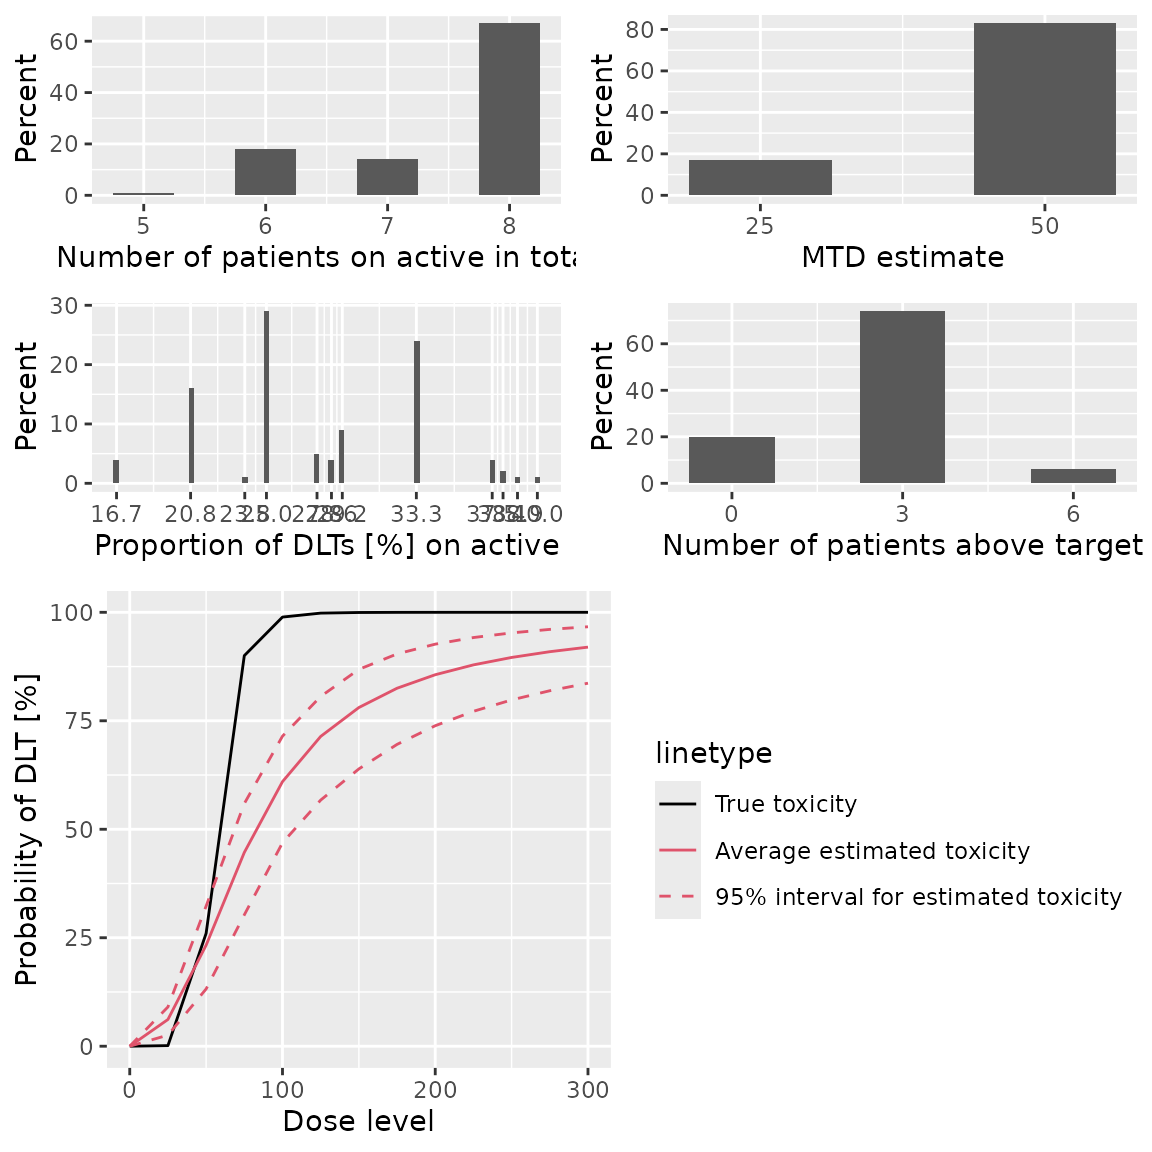 Percent
60
40
20
0
5 6 7 8
Number of patients on active in tota
Percent
80
60
40
20
0
25 50
MTD estimate
Percent
30
20
10
0
16.7 20.8 25.0 33.3
Proportion of DLTs [%] on active
Percent
60
40
20
0
0 3 6
Number of patients above target
Probability of DLT [%]
100
75
50
25
0
0 100 200 300
Dose level
linetype
True toxicity
Average estimated toxicity
95% interval for estimated toxicity